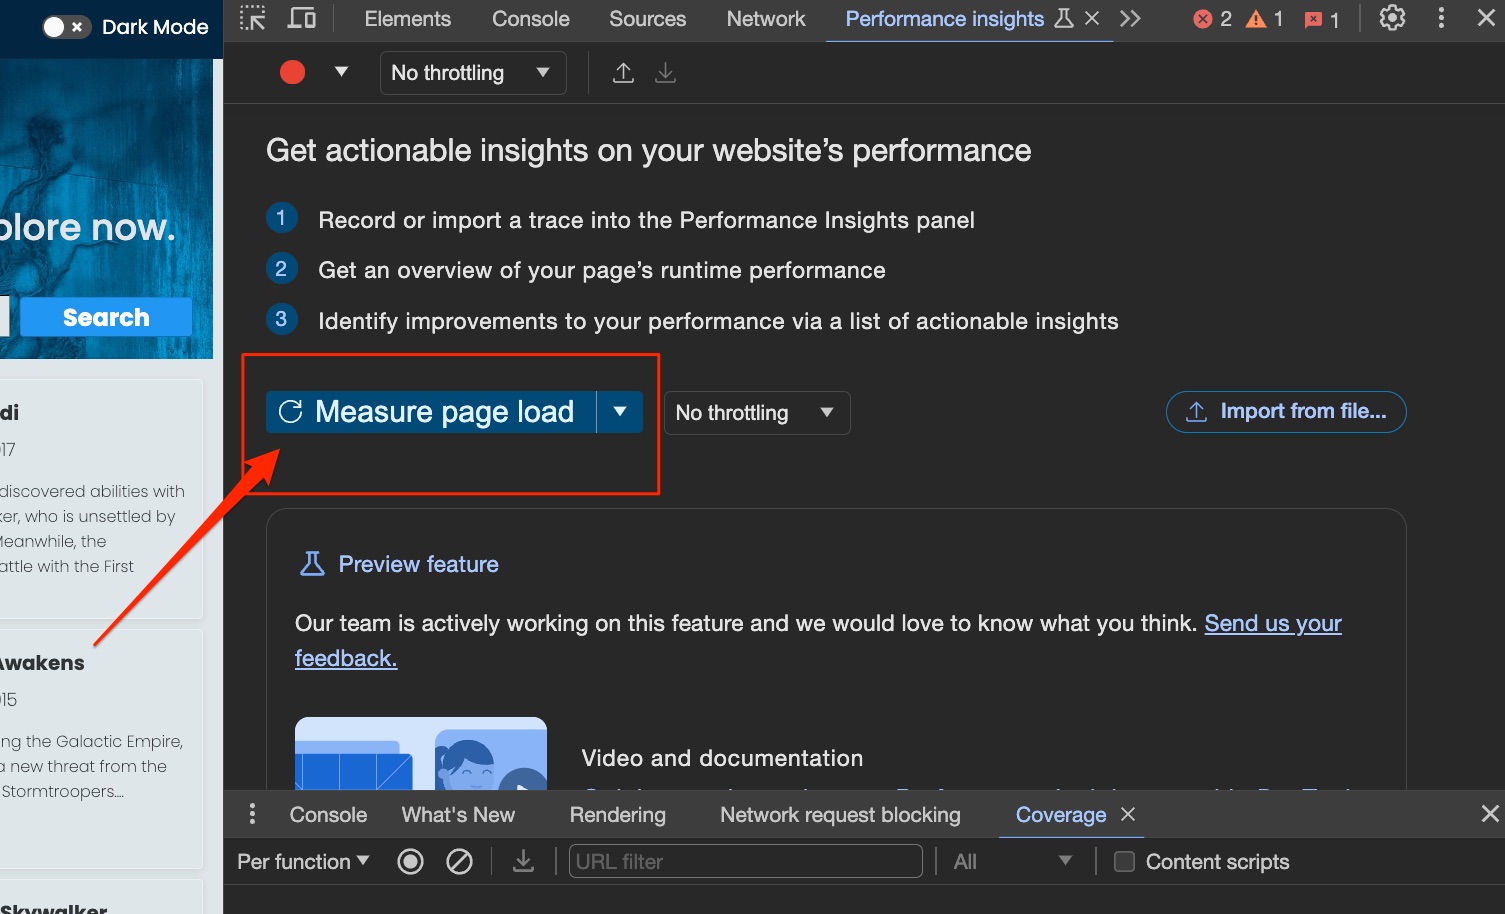 Dark Mode
plore now.
Search
di
017
discovered abilities with
ker, who is unsettled by
Meanwhile, the
attle with the First
Awakens
015
ng the Galactic Empire,
a new threat from the
Stormtroopers....
Skywalker
Elements Console Sources Network Performance insights 2 1 1
No throttling
Get actionable insights on your website's performance
1 Record or import a trace into the Performance Insights panel
2 Get an overview of your page's runtime performance
3 Identify improvements to your performance via a list of actionable insights
Measure page load No throttling Import from file...
Preview feature
Our team is actively working on this feature and we would love to know what you think. Send us your
feedback.
Video and documentation
Console What's New Rendering Network request blocking Coverage
Per function URL filter All Content scripts